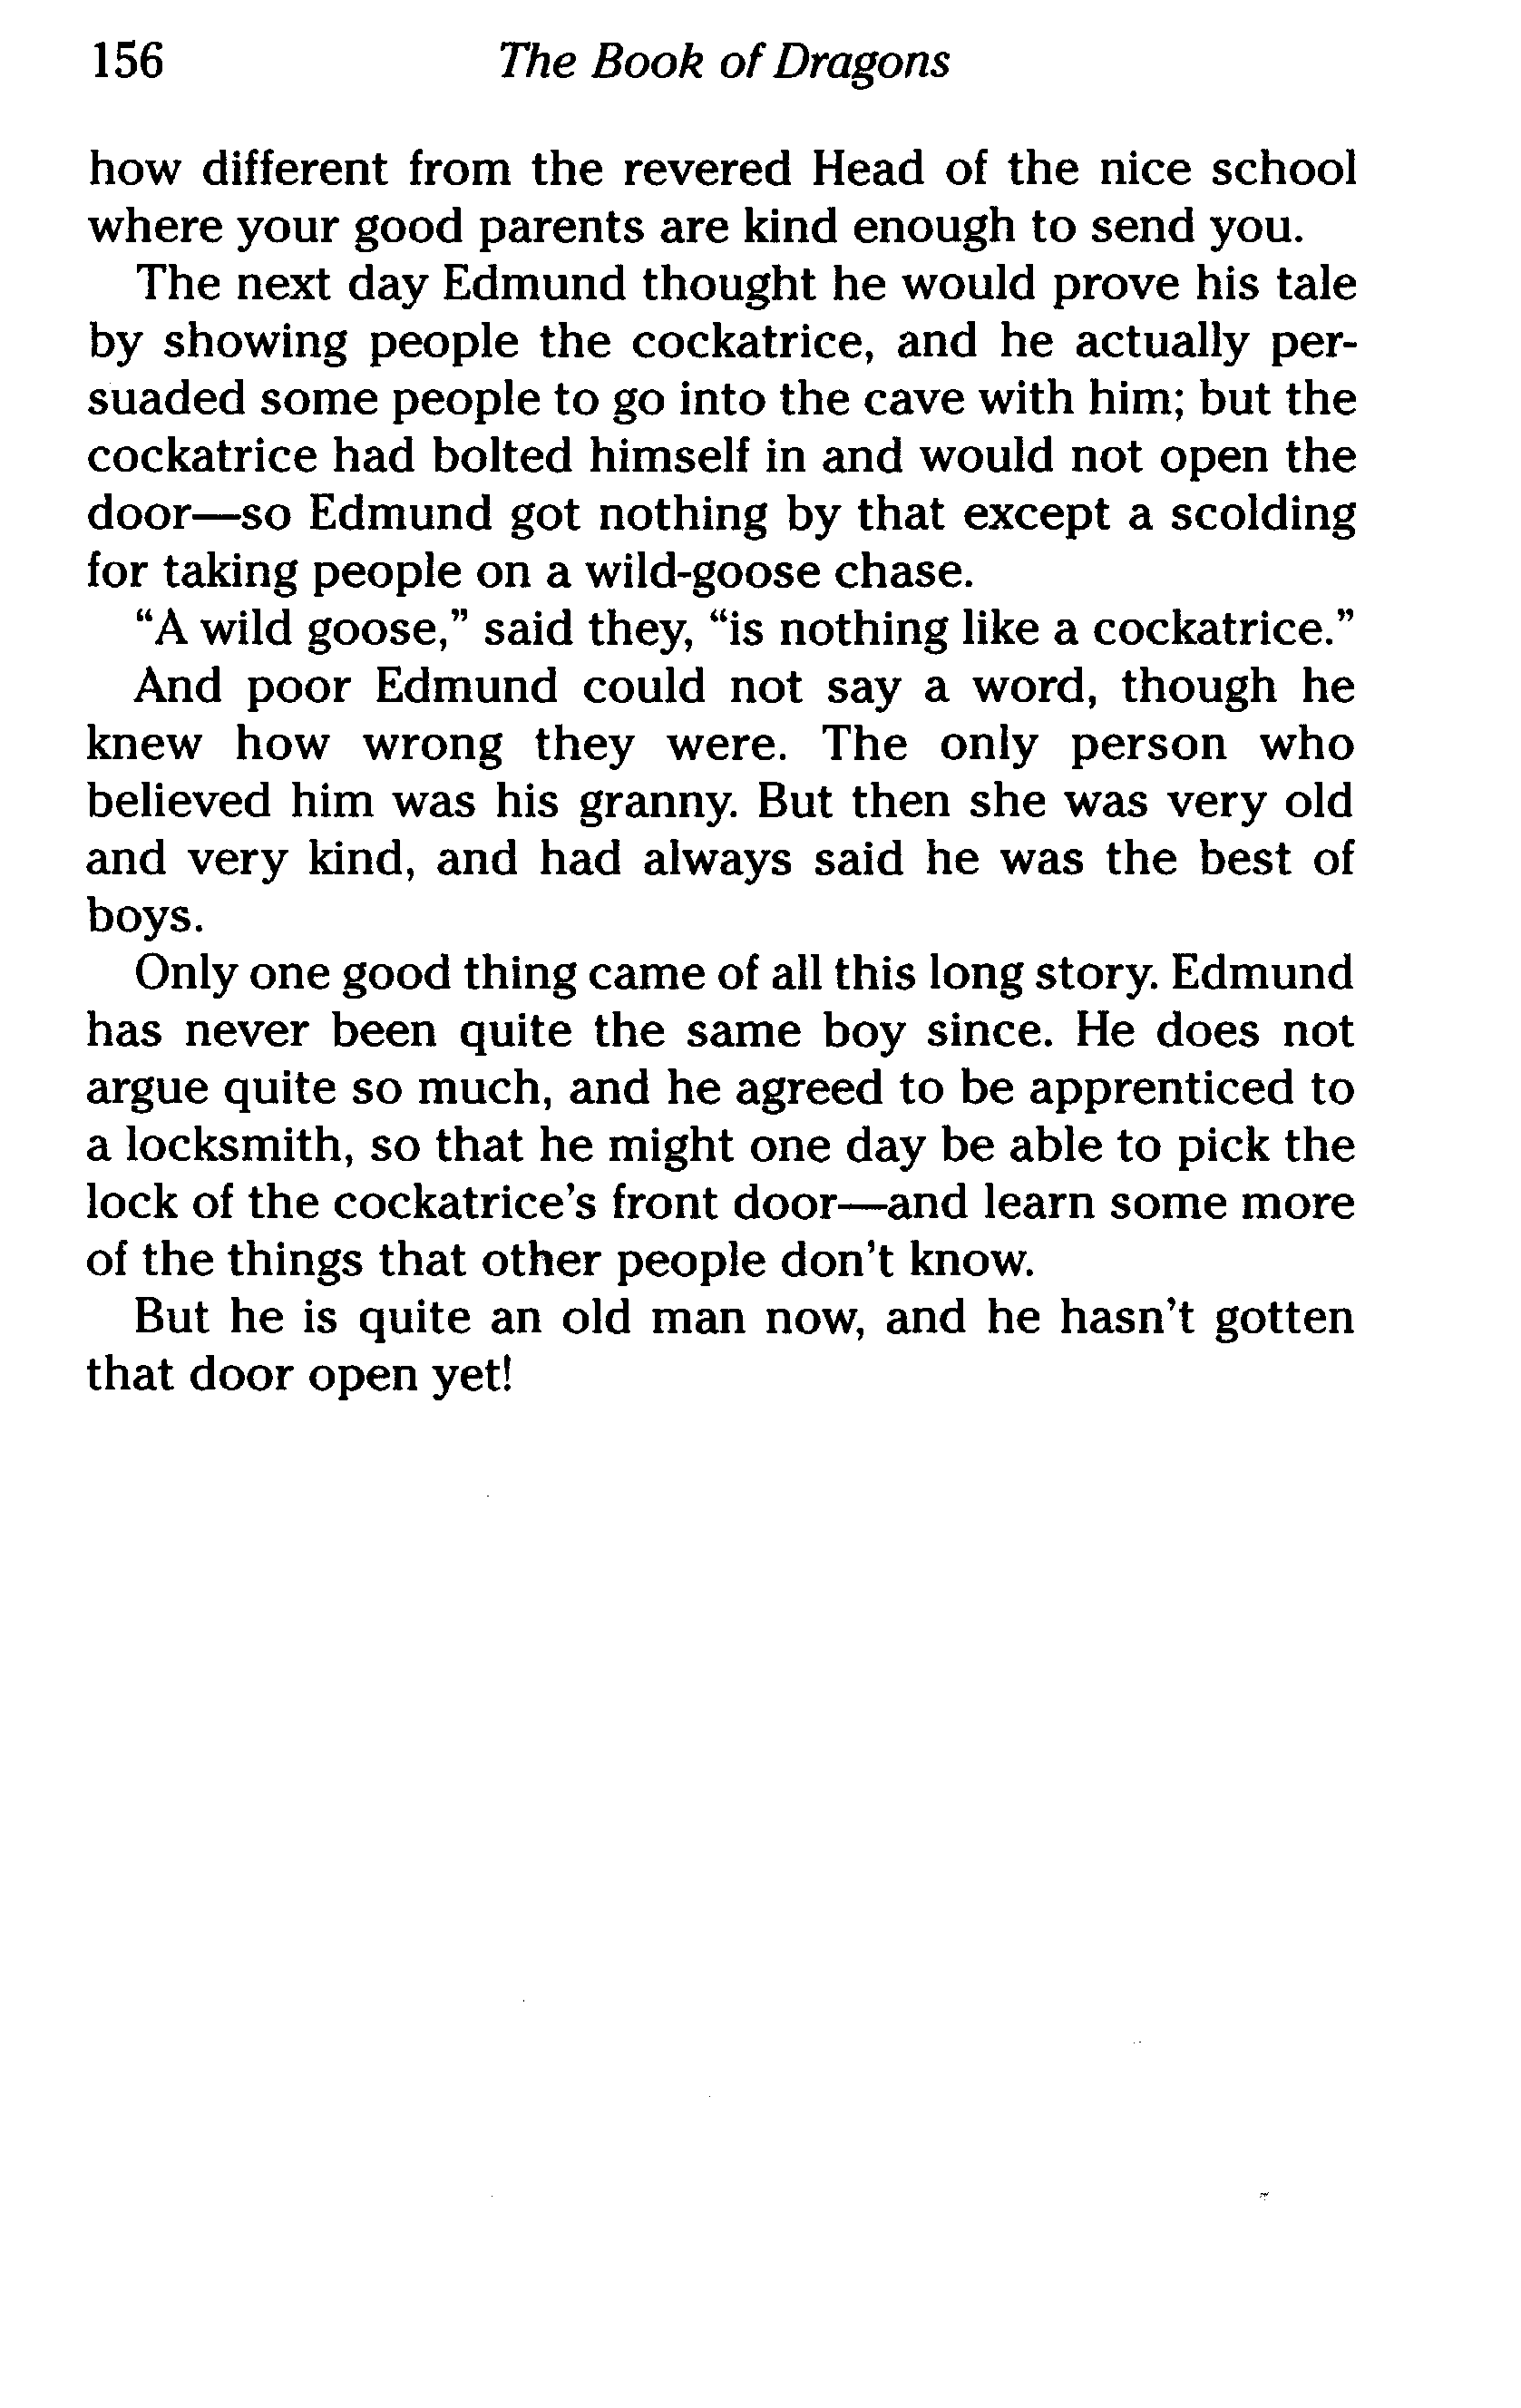 156 The Book of Dragons
how different from the revered Head of the nice school
where your good parents are kind enough to send you.
The next day Edmund thought he would prove his tale
by showing people the cockatrice, and he actually per-
suaded some people to go into the cave with him; but the
cockatrice had bolted himself in and would not open the
door—so Edmund got nothing by that except a scolding
for taking people on a wild-goose chase.
“A wild goose,” said they, “is nothing like a cockatrice.”
And poor Edmund could not say a word, though he
knew how wrong they were. The only person who
believed him was his granny. But then she was very old
and very kind, and had always said he was the best of
boys.
Only one good thing came of all this long story. Edmund
has never been quite the same boy since. He does not
argue quite so much, and he agreed to be apprenticed to
a locksmith, so that he might one day be able to pick the
lock of the cockatrice’s front door—and learn some more
of the things that other people don’t know.
But he is quite an old man now, and he hasn’t gotten
that door open yet!